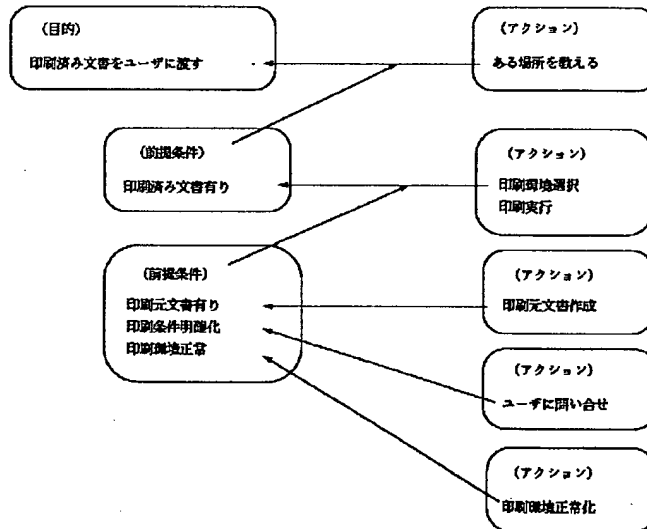 (目的)
印刷済み文書をユーザに渡す
(アクション)
ある場所を教える
(前提条件)
印刷済み文書有り
(アクション)
印刷環境選択
印刷実行
(前提条件)
印刷元文書有り
印刷条件明確化
印刷環境正常
(アクション)
印刷元文書作成
(アクション)
ユーザに問い合せ
(アクション)
印刷環境正常化